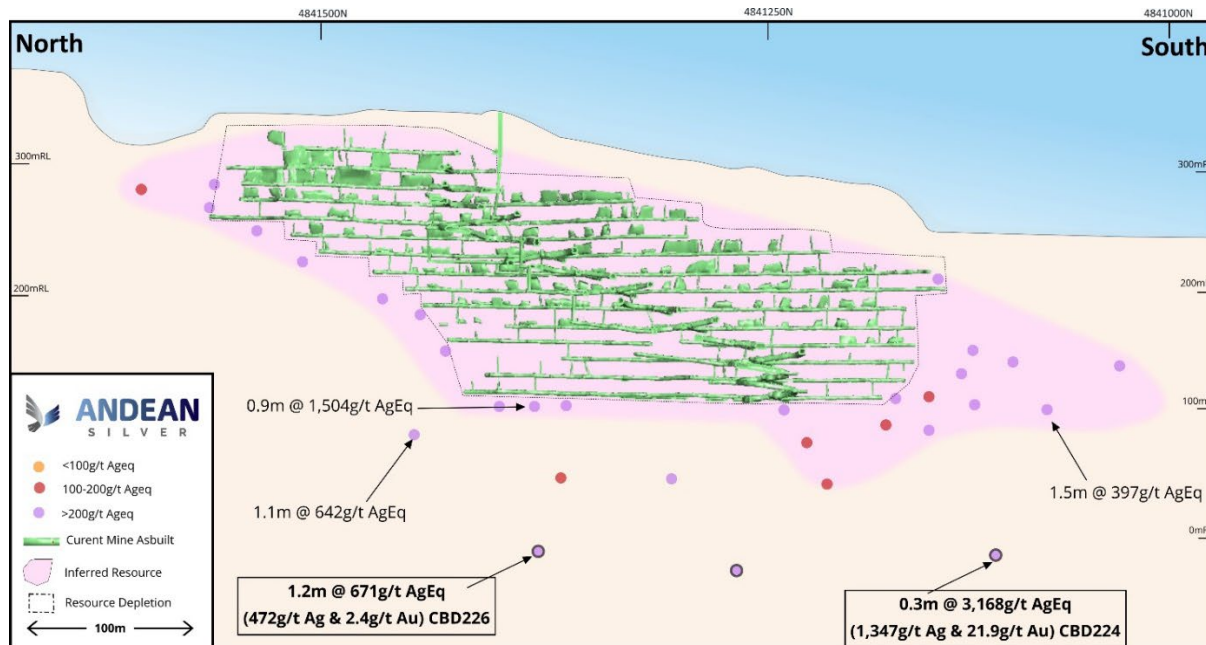 4841500N
4841250N
4841000N
North
South
300mRL
300mRL
200mRL
200m
100m
0m
0.9m @ 1,504g/t AgEq
1.1m @ 642g/t AgEq
1.5m @ 397g/t AgEq
1.2m @ 671g/t AgEq
(472g/t Ag & 2.4g/t Au) CBD226
0.3m @ 3,168g/t AgEq
(1,347g/t Ag & 21.9g/t Au) CBD224
ANDEAN
SILVER
<100g/t Ageq
100-200g/t Ageq
>200g/t Ageq
Curent Mine Asbuilt
Inferred Resource
Resource Depletion
100m